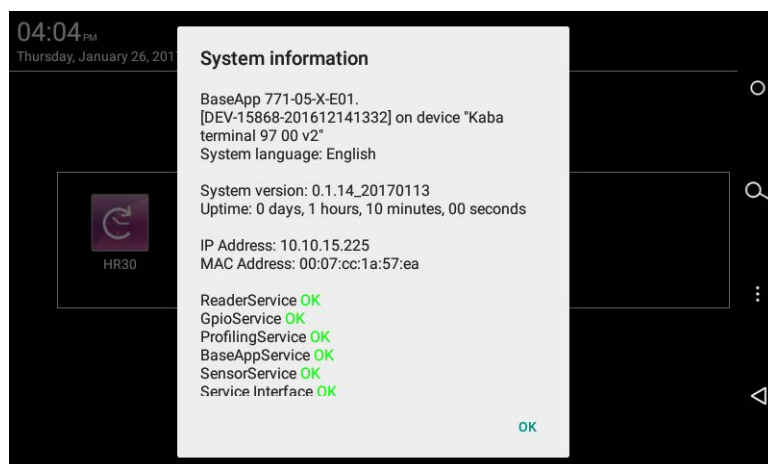 04:04 PM
Thursday, January 26, 201
System information
BaseApp 771-05-X-E01.
[DEV-15868-201612141332] on device "Kaba
terminal 97 00 v2"
System language: English
System version: 0.1.14_20170113
Uptime: 0 days, 1 hours, 10 minutes, 00 seconds
IP Address: 10.10.15.225
MAC Address: 00:07:cc:1a:57:ea
HR30
ReaderService OK
GpioService OK
ProfilingService OK
BaseAppService OK
SensorService OK
Service Interface OK
OK